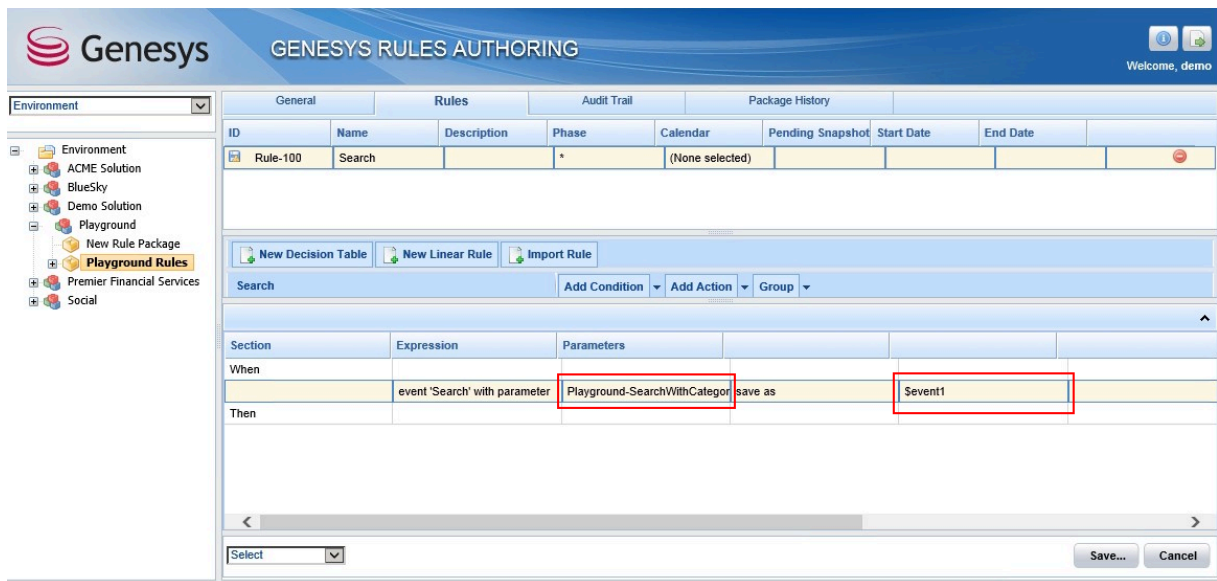 Genesys
GENESYS RULES AUTHORING
Welcome, demo
Environment
Environment
ACME Solution
BlueSky
Demo Solution
Playground
New Rule Package
Playground Rules
Premier Financial Services
Social
General Rules Audit Trail Package History
ID Name Description Phase Calendar Pending Snapshot Start Date End Date
Rule-100 Search * (None selected)
New Decision Table New Linear Rule Import Rule
Search Add Condition Add Action Group
Section Expression Parameters
When
event 'Search' with parameter Playground-SearchWithCategor save as $event1
Then
Select Save... Cancel